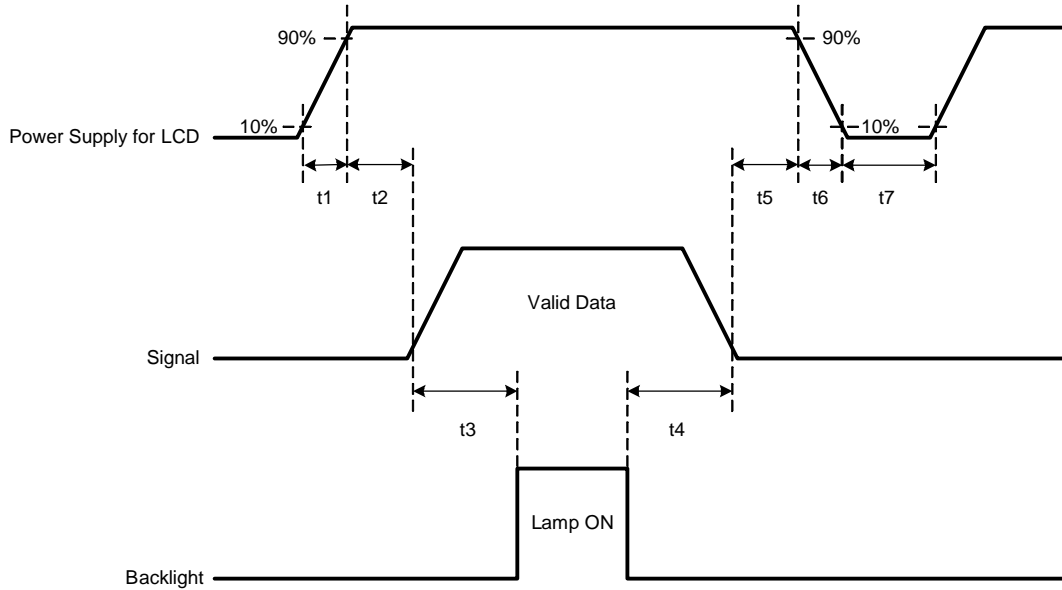 90%
90%
10%
10%
Power Supply for LCD
t1
t2
t5
t6
t7
Valid Data
Signal
t3
t4
Lamp ON
Backlight